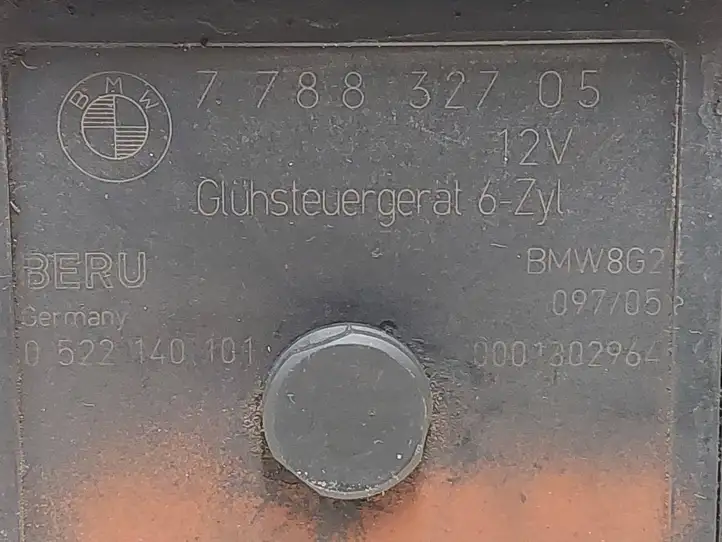 BMW
7 788 327 05
12V
Glühsteuergerät 6-Zyl
BERU
BMW8G2
097/05
Germany
0 522 140 101
0001302964